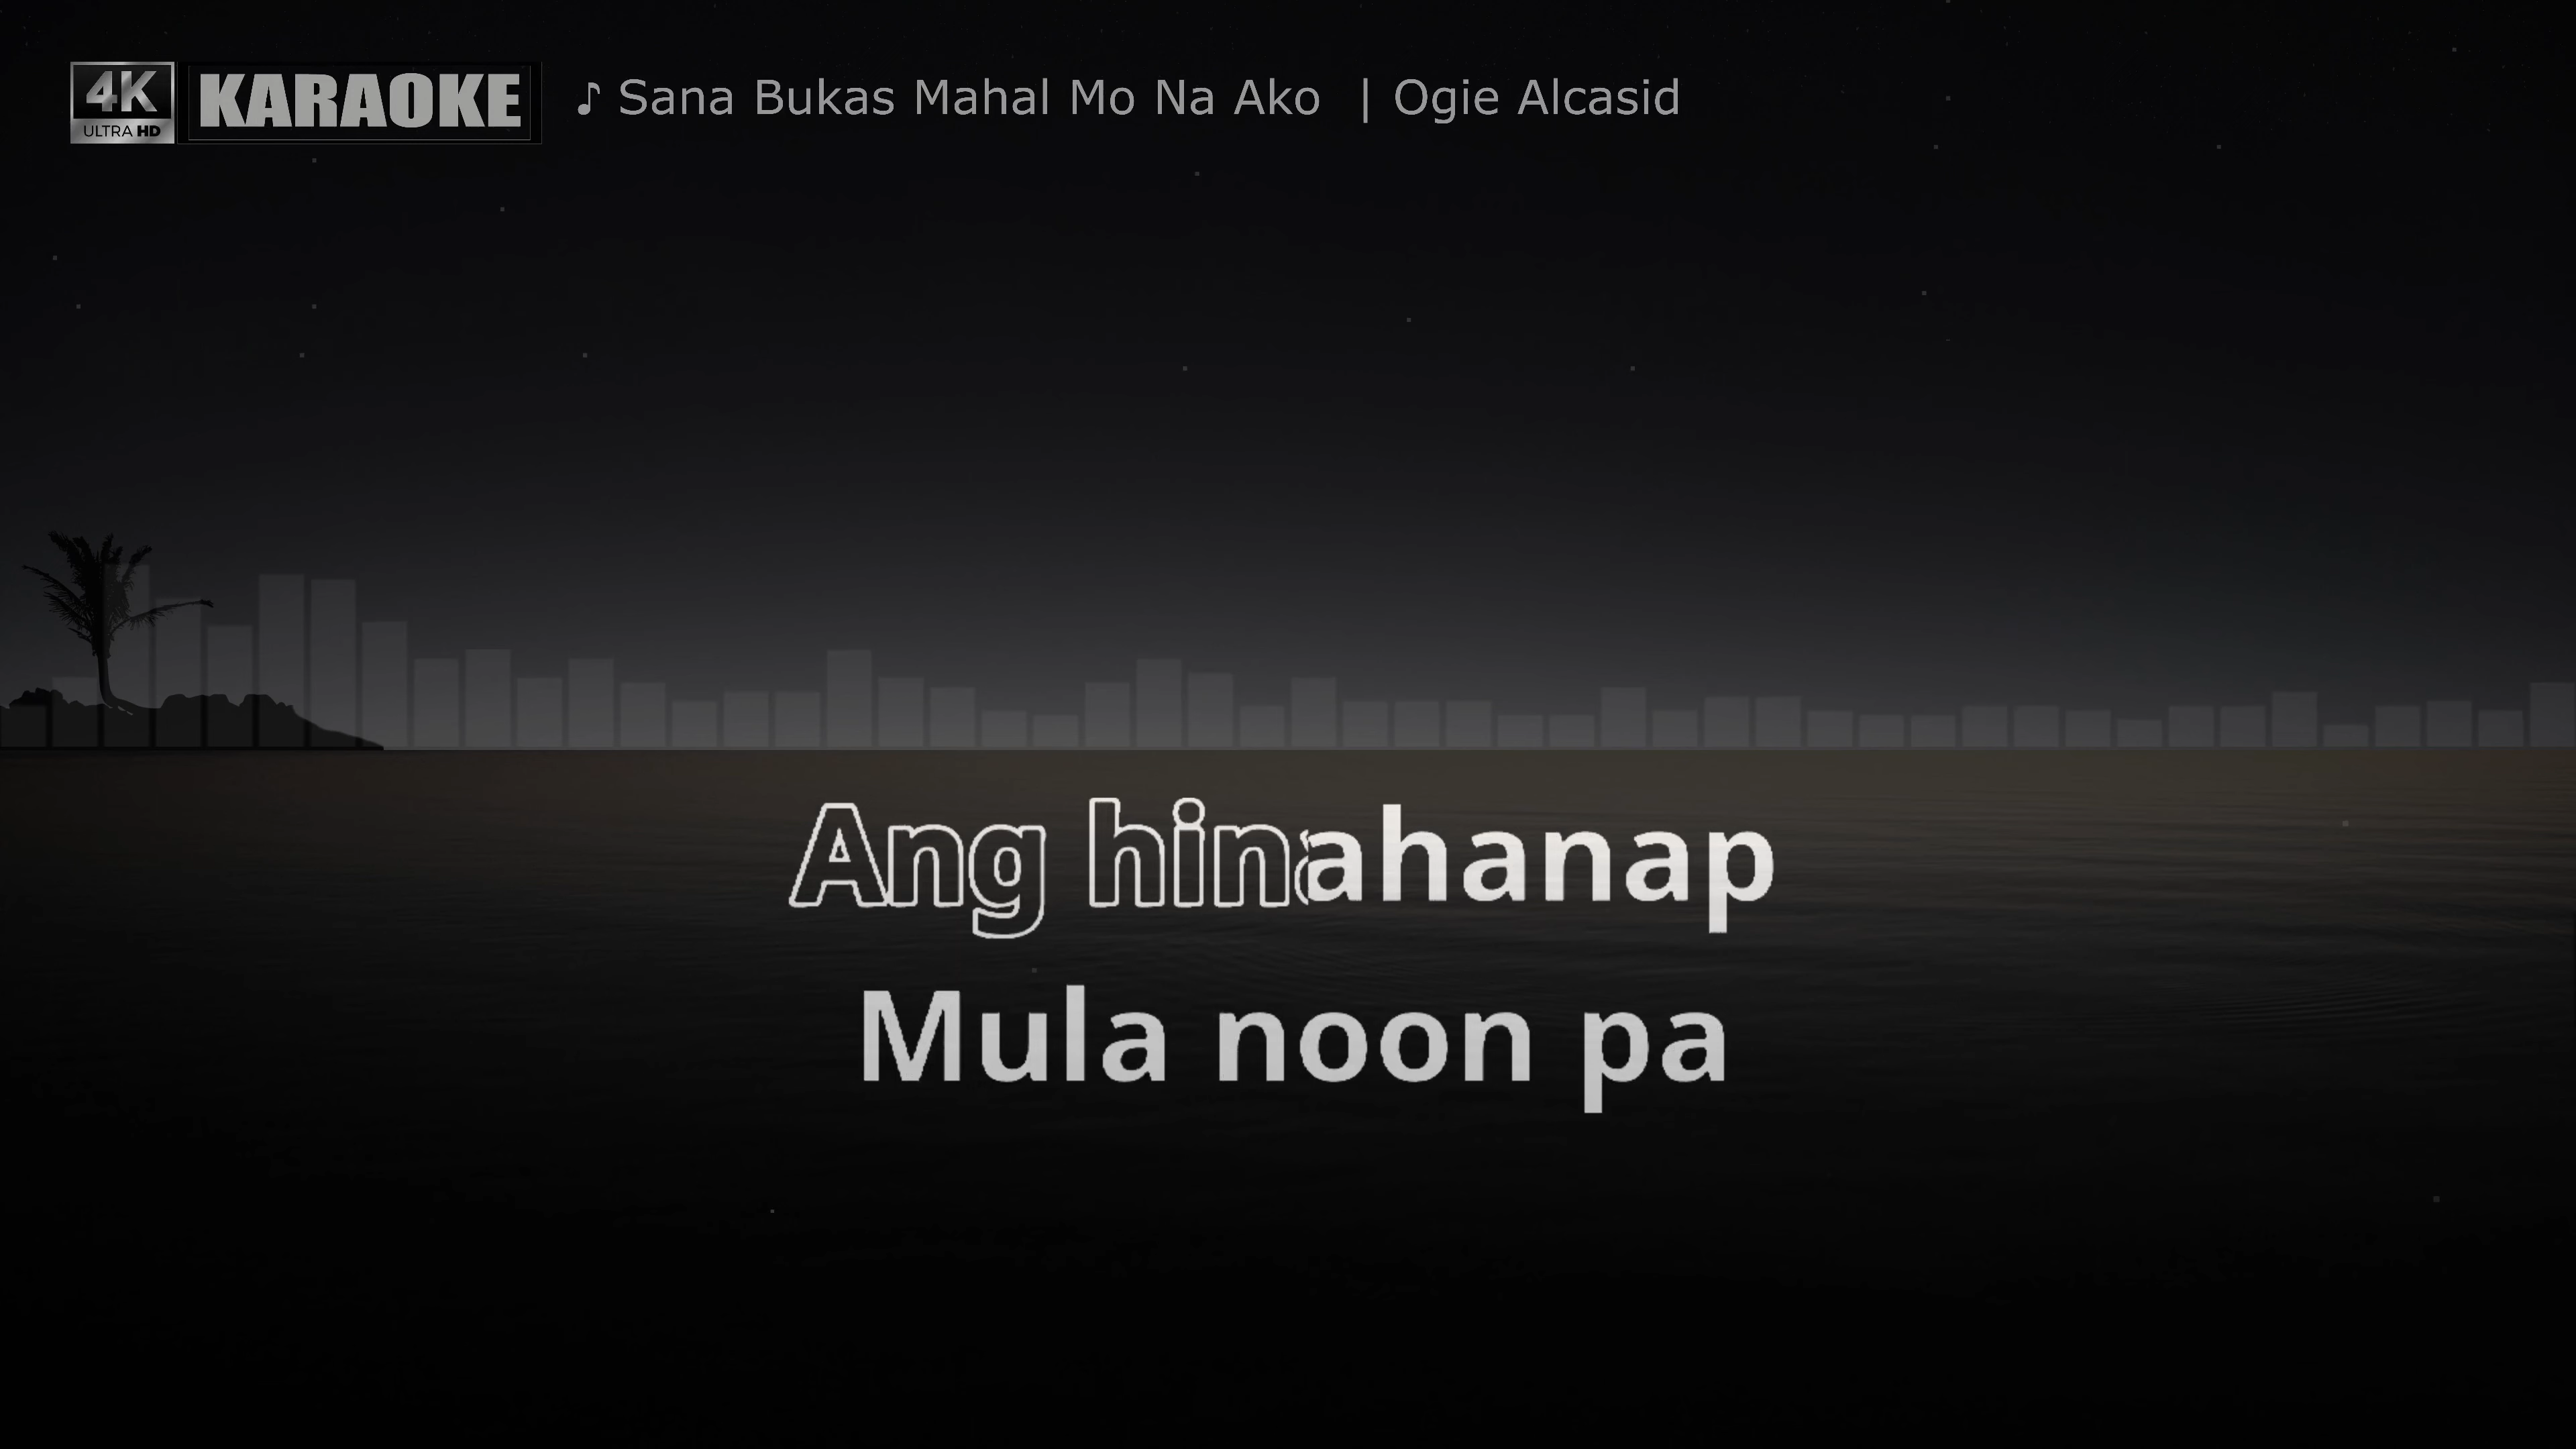 4K
ULTRA HD
KARAOKE
♪ Sana Bukas Mahal Mo Na Ako | Ogie Alcasid
Ang hinahanap
Mula noon pa